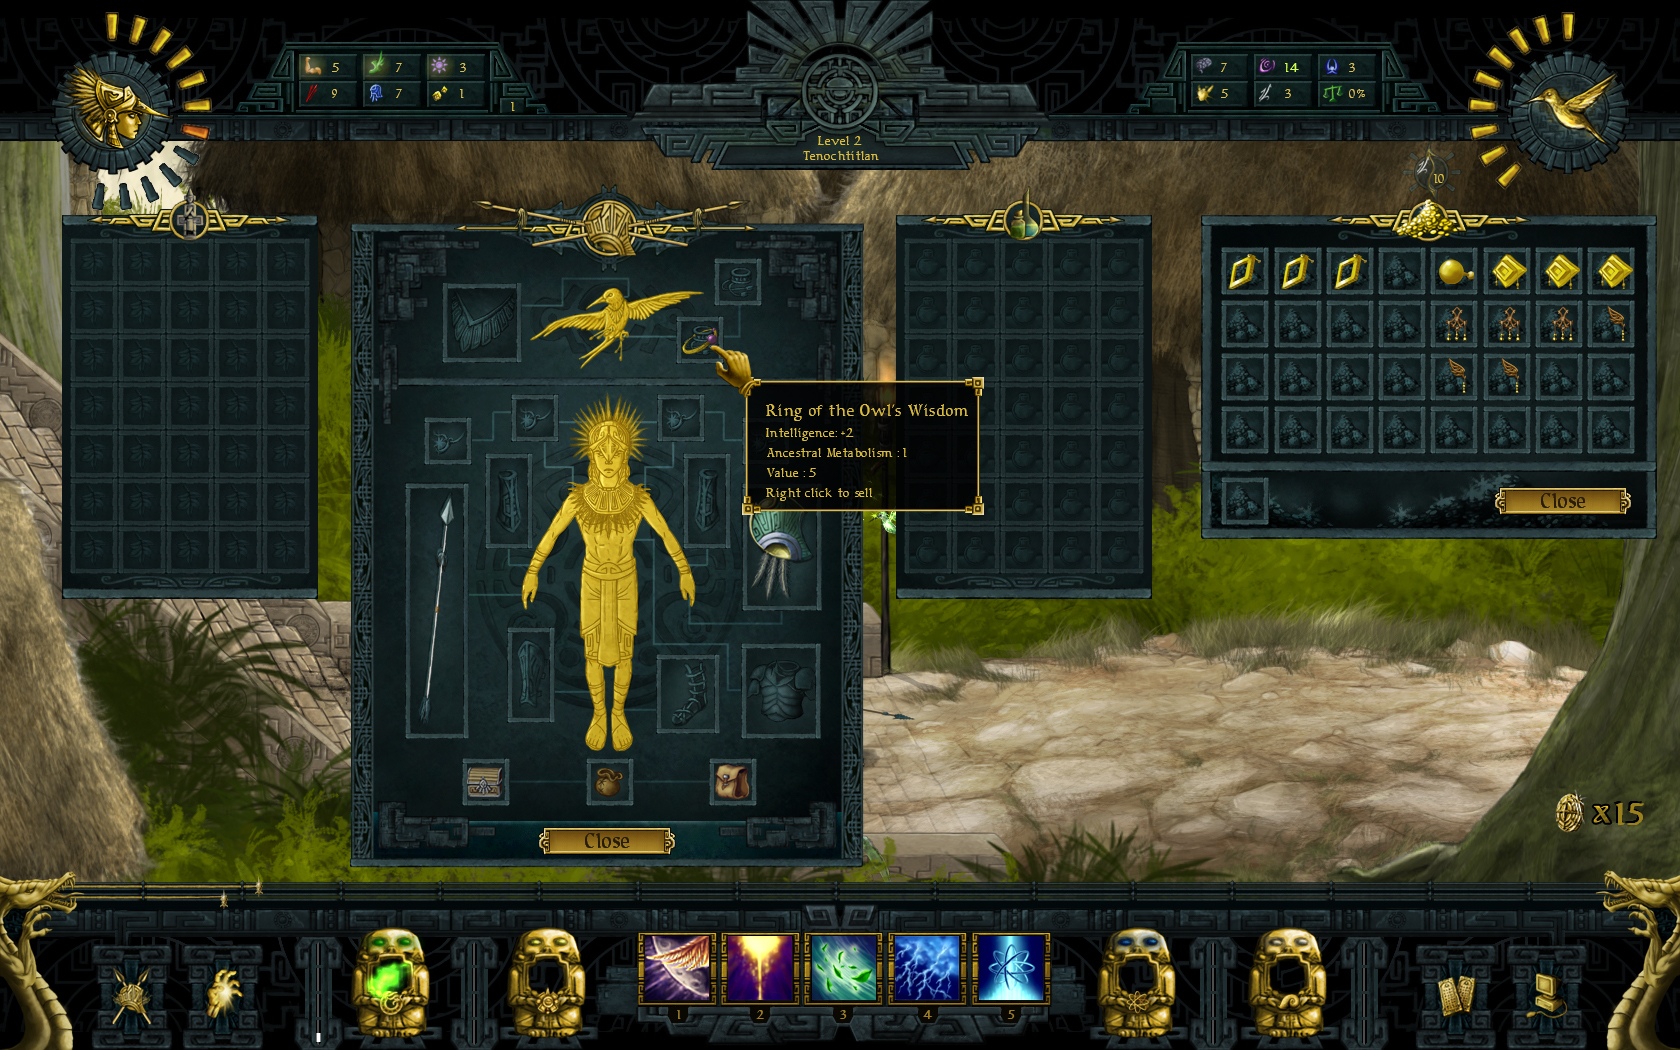 5 7 3
9 7 1
1
Level 2
Tenochtitlan
7 14 3
5 3 0%
10
Ring of the Owl's Wisdom
Intelligence: +2
Ancestral Metabolism : 1
Value : 5
Right click to sell
Close
Close
x15
1 2 3 4 5